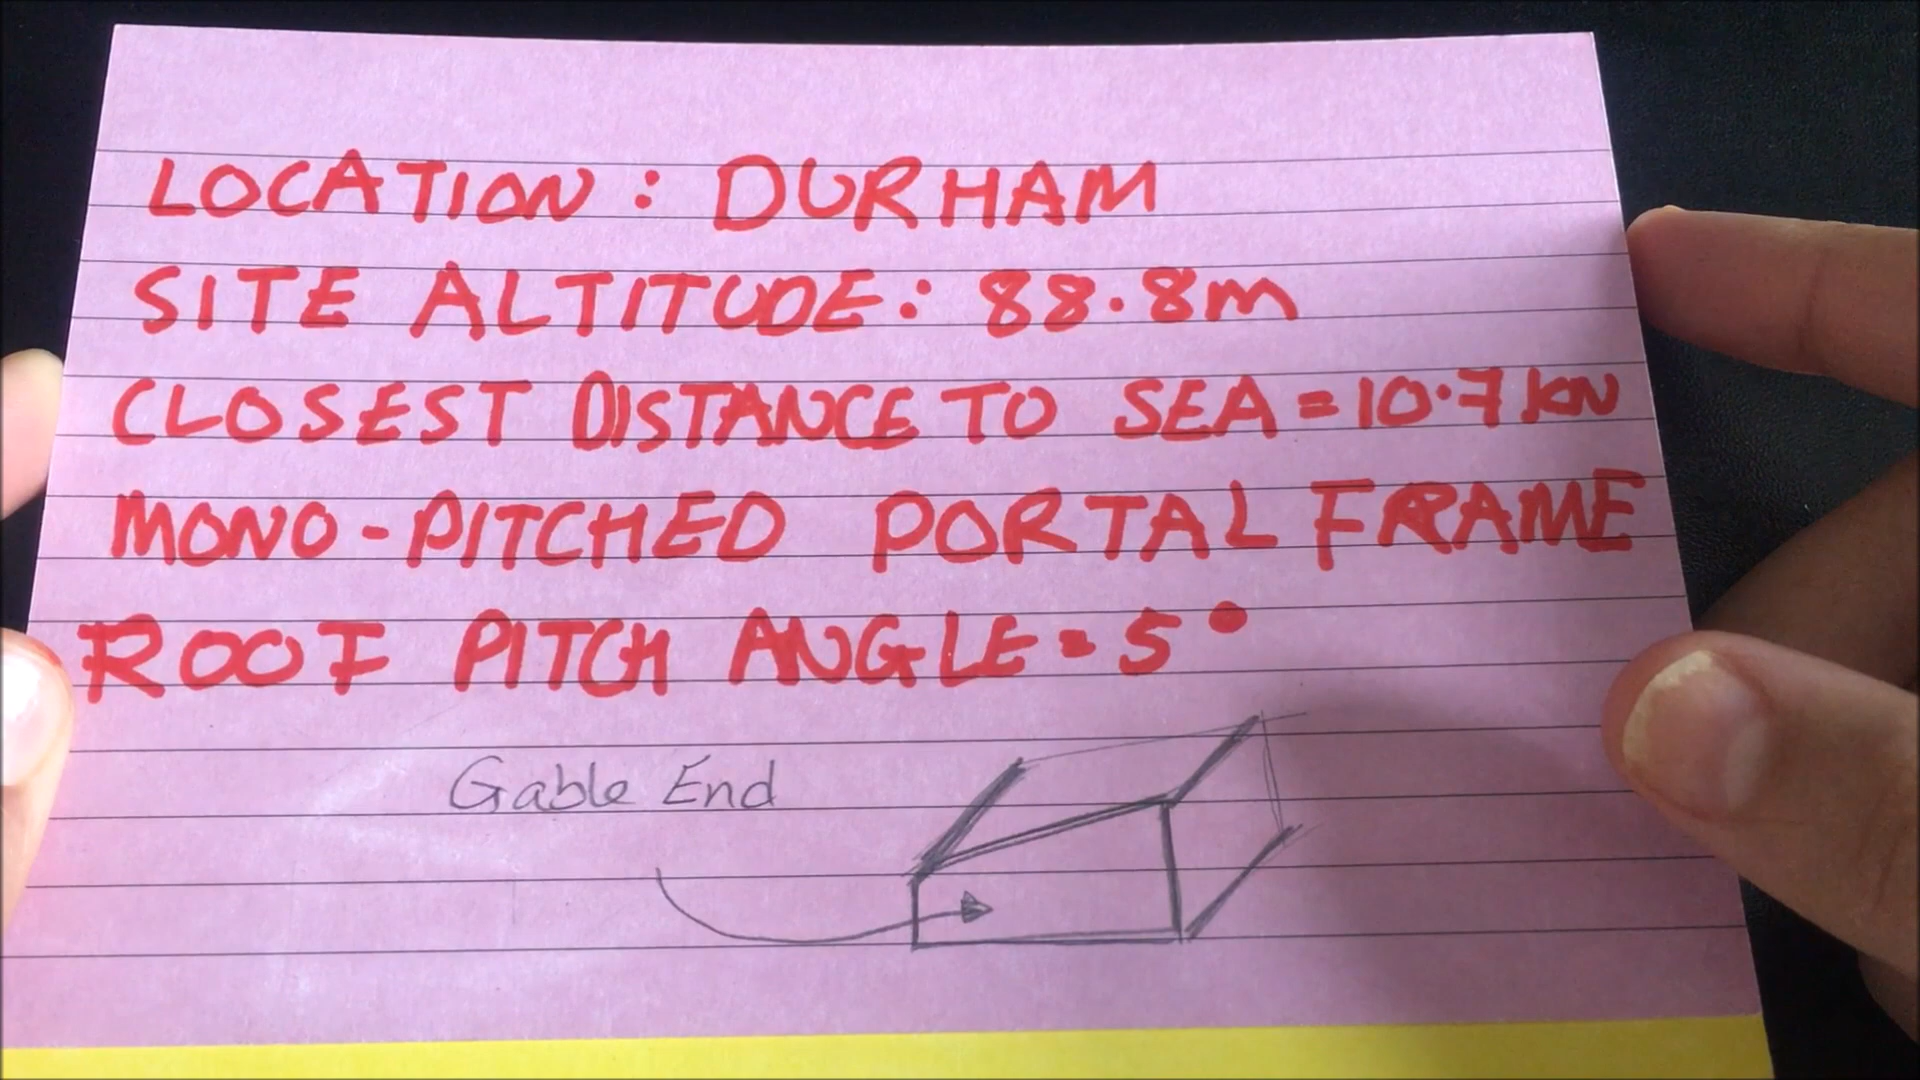 LOCATION : DURHAM
SITE ALTITUDE : 88.8m
CLOSEST DISTANCE TO SEA = 10.7 KN
MONO-PITCHED PORTAL FRAME
ROOF PITCH ANGLE = 5°
Gable End